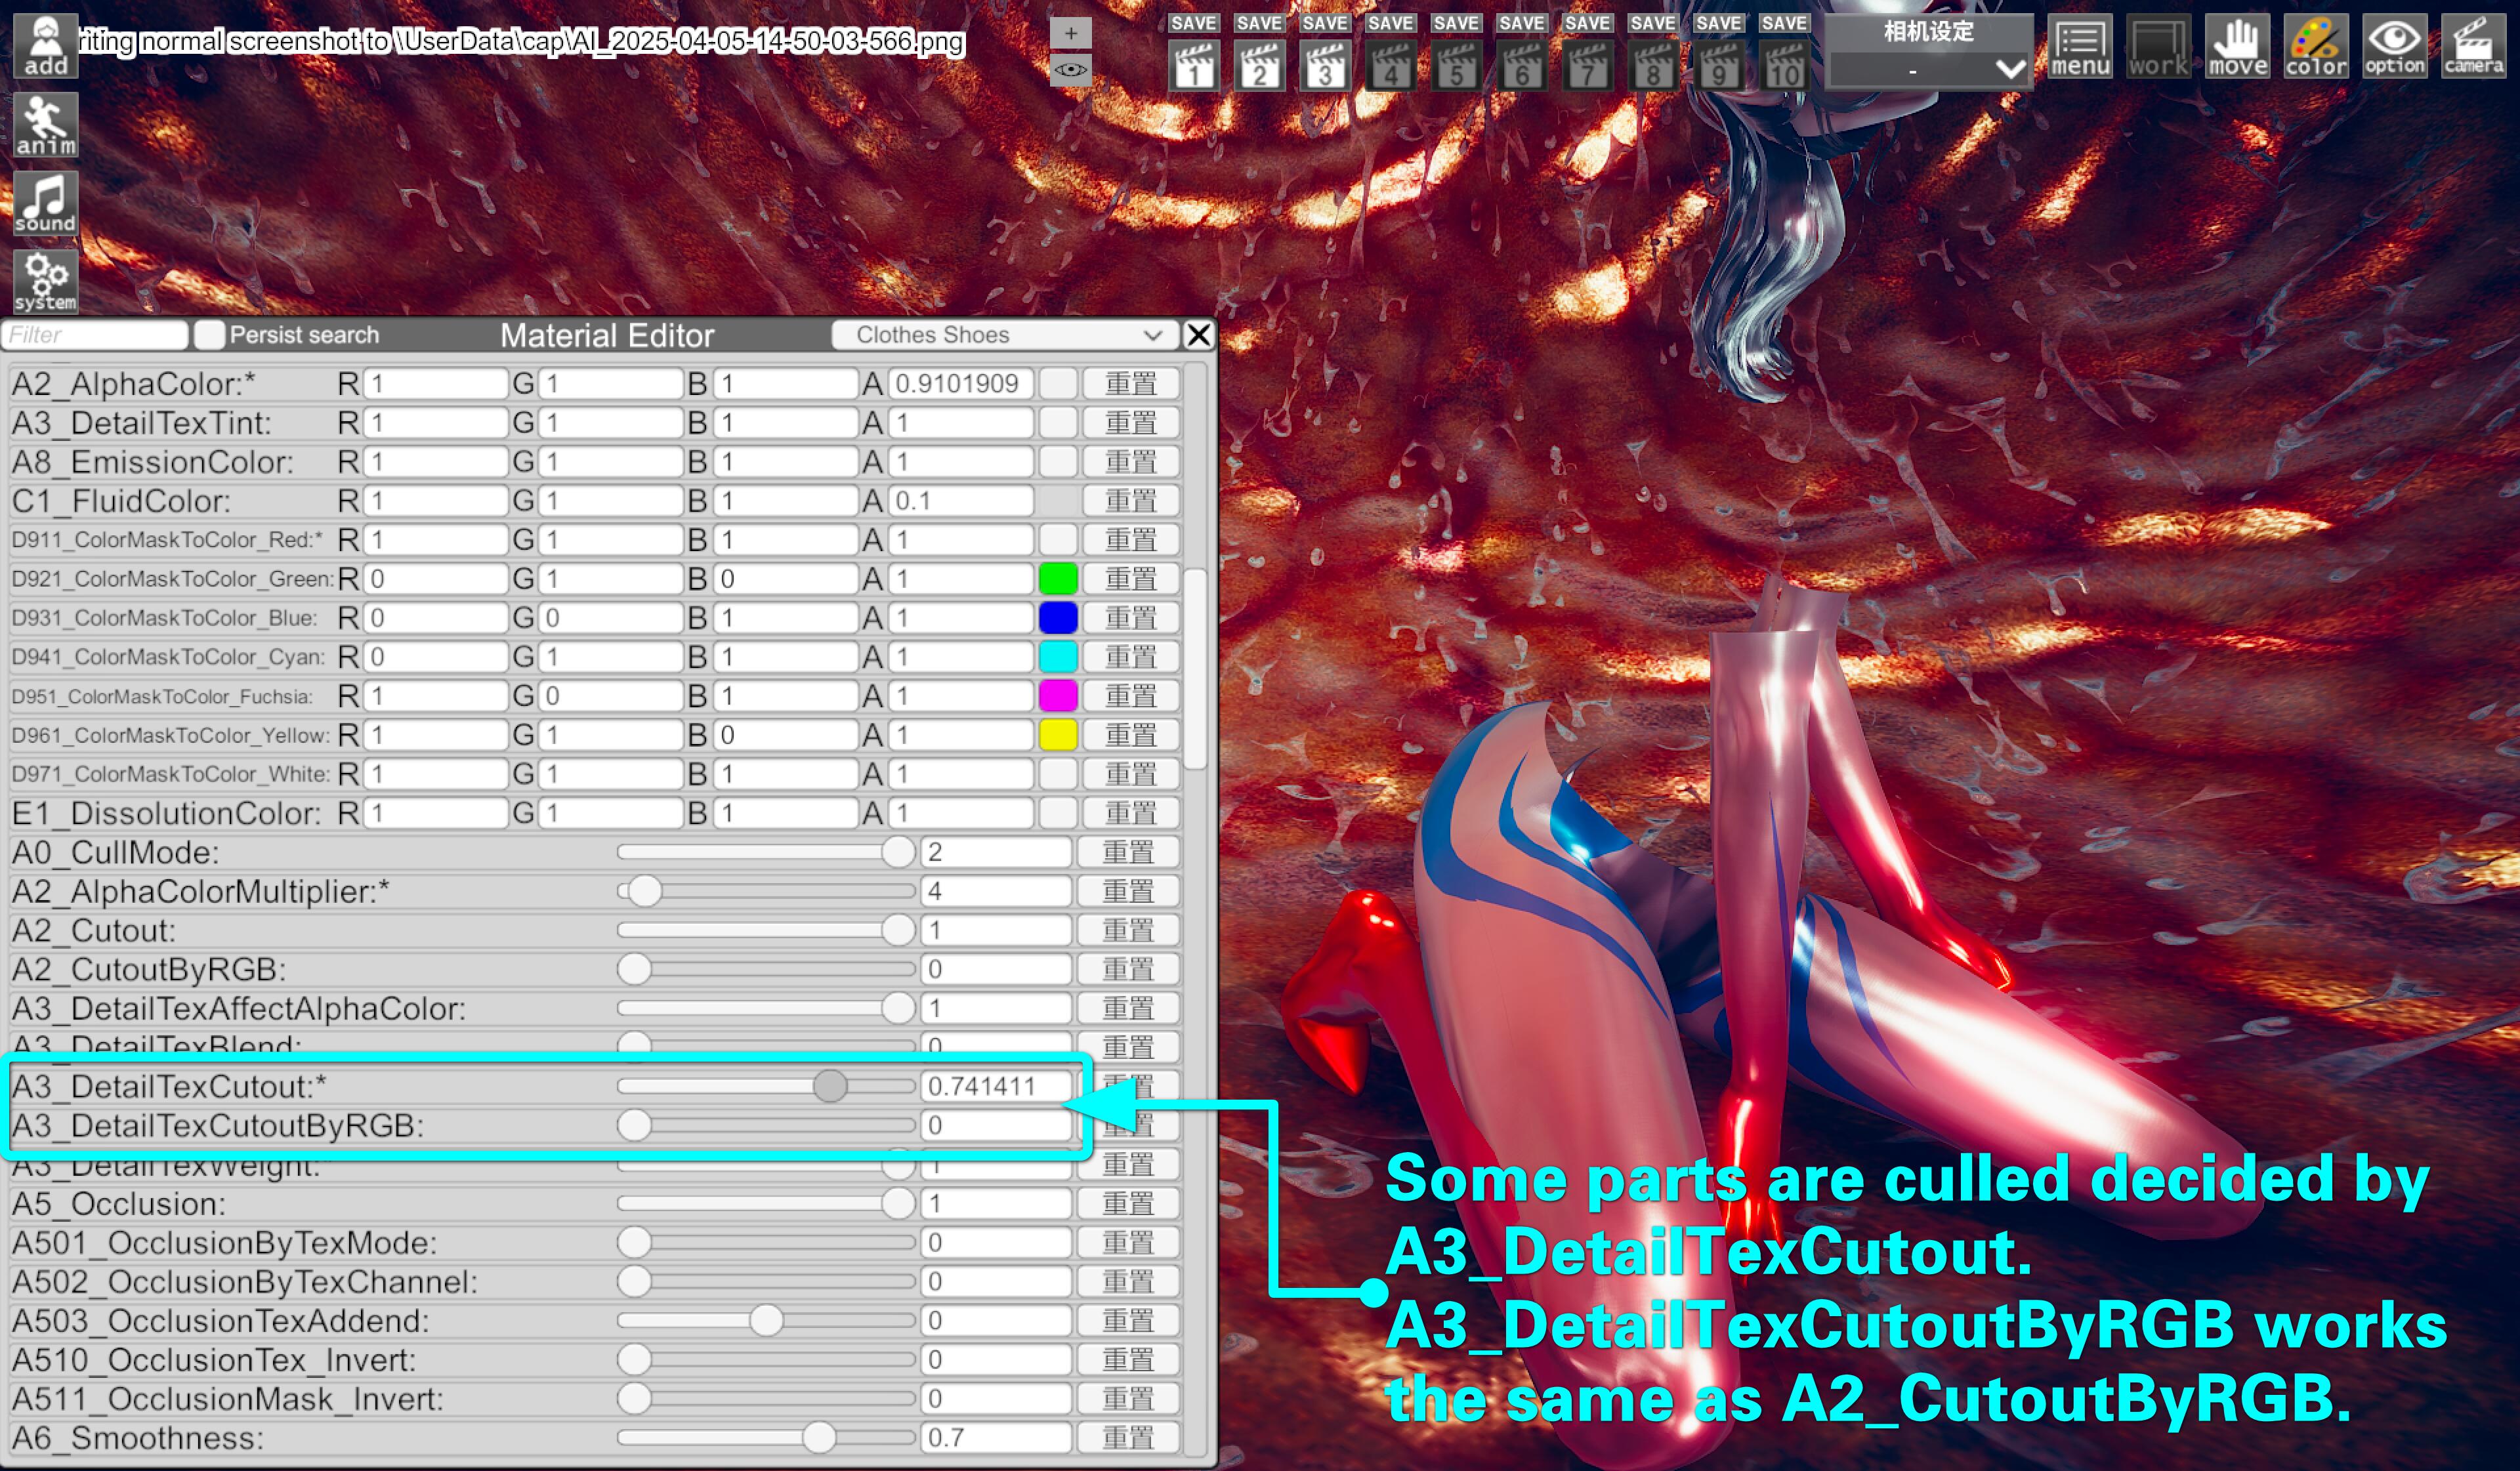 add
riting normal screenshot to \UserData\cap\AI_2025-04-05-14-50-03-566.png
+
SAVE SAVE SAVE SAVE SAVE SAVE SAVE SAVE SAVE SAVE
1 2 3 4 5 6 7 8 9 10
相机设定
-
menu work move color option camera
anim
sound
system
Filter Persist search Material Editor Clothes Shoes
A2_AlphaColor:* R 1 G 1 B 1 A 0.9101909 重置
A3_DetailTexTint: R 1 G 1 B 1 A 1 重置
A8_EmissionColor: R 1 G 1 B 1 A 1 重置
C1_FluidColor: R 1 G 1 B 1 A 0.1 重置
D911_ColorMaskToColor_Red:* R 1 G 1 B 1 A 1 重置
D921_ColorMaskToColor_Green: R 0 G 1 B 0 A 1 重置
D931_ColorMaskToColor_Blue: R 0 G 0 B 1 A 1 重置
D941_ColorMaskToColor_Cyan: R 0 G 1 B 1 A 1 重置
D951_ColorMaskToColor_Fuchsia: R 1 G 0 B 1 A 1 重置
D961_ColorMaskToColor_Yellow: R 1 G 1 B 0 A 1 重置
D971_ColorMaskToColor_White: R 1 G 1 B 1 A 1 重置
E1_DissolutionColor: R 1 G 1 B 1 A 1 重置
A0_CullMode: 2 重置
A2_AlphaColorMultiplier:* 4 重置
A2_Cutout: 1 重置
A2_CutoutByRGB: 0 重置
A3_DetailTexAffectAlphaColor: 1 重置
A3_DetailTexBlend: 0 重置
A3_DetailTexCutout:* 0.741411 重置
A3_DetailTexCutoutByRGB: 0 重置
A3_DetailTexWeight:* 1 重置
A5_Occlusion: 1 重置
A501_OcclusionByTexMode: 0 重置
A502_OcclusionByTexChannel: 0 重置
A503_OcclusionTexAddend: 0 重置
A510_OcclusionTex_Invert: 0 重置
A511_OcclusionMask_Invert: 0 重置
A6_Smoothness: 0.7 重置
Some parts are culled decided by
A3_DetailTexCutout.
A3_DetailTexCutoutByRGB works
the same as A2_CutoutByRGB.